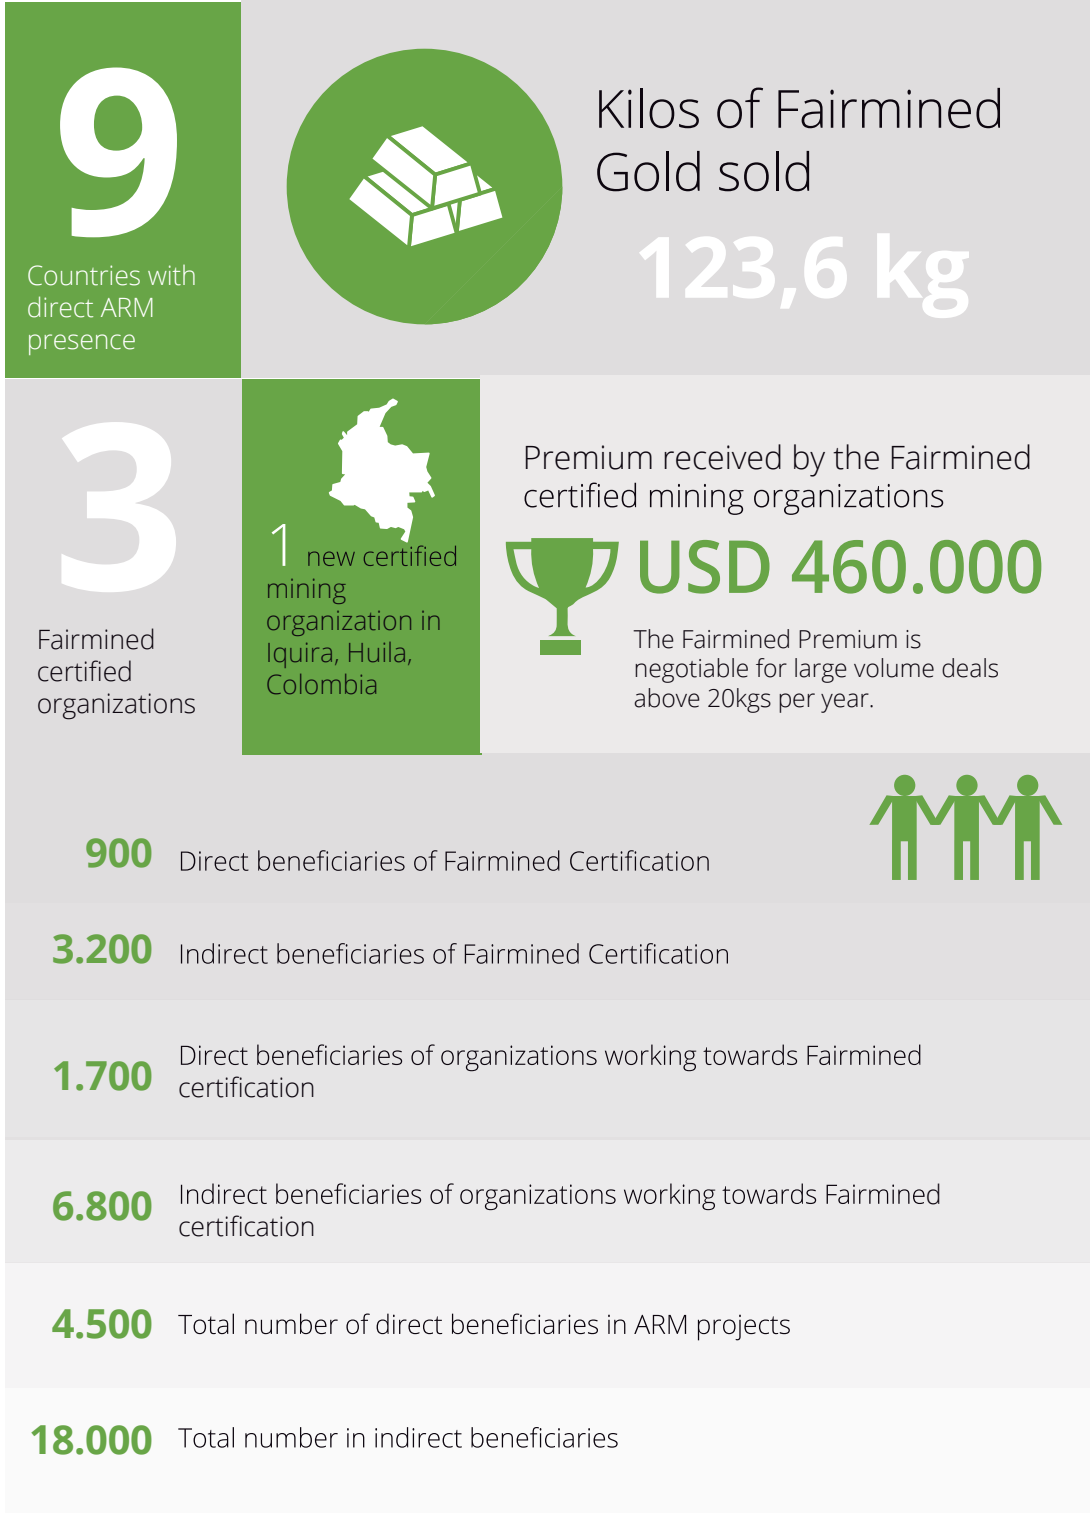 9
Countries with
direct ARM
presence
Kilos of Fairmined
Gold sold
123,6 kg
3
Fairmined
certified
organizations
1 new certified
mining
organization in
Iquira, Huila,
Colombia
Premium received by the Fairmined
certified mining organizations
USD 460.000
The Fairmined Premium is
negotiable for large volume deals
above 20kgs per year.
900 Direct beneficiaries of Fairmined Certification
3.200 Indirect beneficiaries of Fairmined Certification
1.700 Direct beneficiaries of organizations working towards Fairmined
certification
6.800 Indirect beneficiaries of organizations working towards Fairmined
certification
4.500 Total number of direct beneficiaries in ARM projects
18.000 Total number in indirect beneficiaries